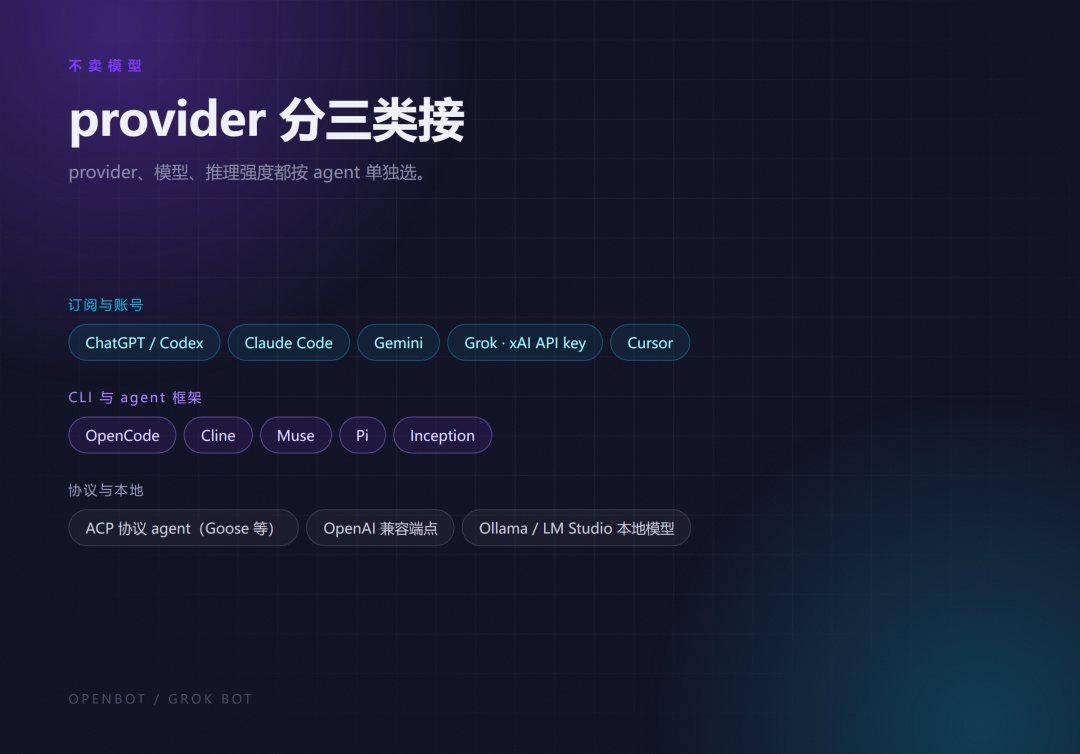 不卖模型
provider 分三类接
provider、模型、推理强度都按 agent 单独选。
订阅与账号
ChatGPT / Codex
Claude Code
Gemini
Grok · xAI API key
Cursor
CLI 与 agent 框架
OpenCode
Cline
Muse
Pi
Inception
协议与本地
ACP 协议 agent（Goose 等）
OpenAI 兼容端点
Ollama / LM Studio 本地模型
OPENBOT / GROK BOT